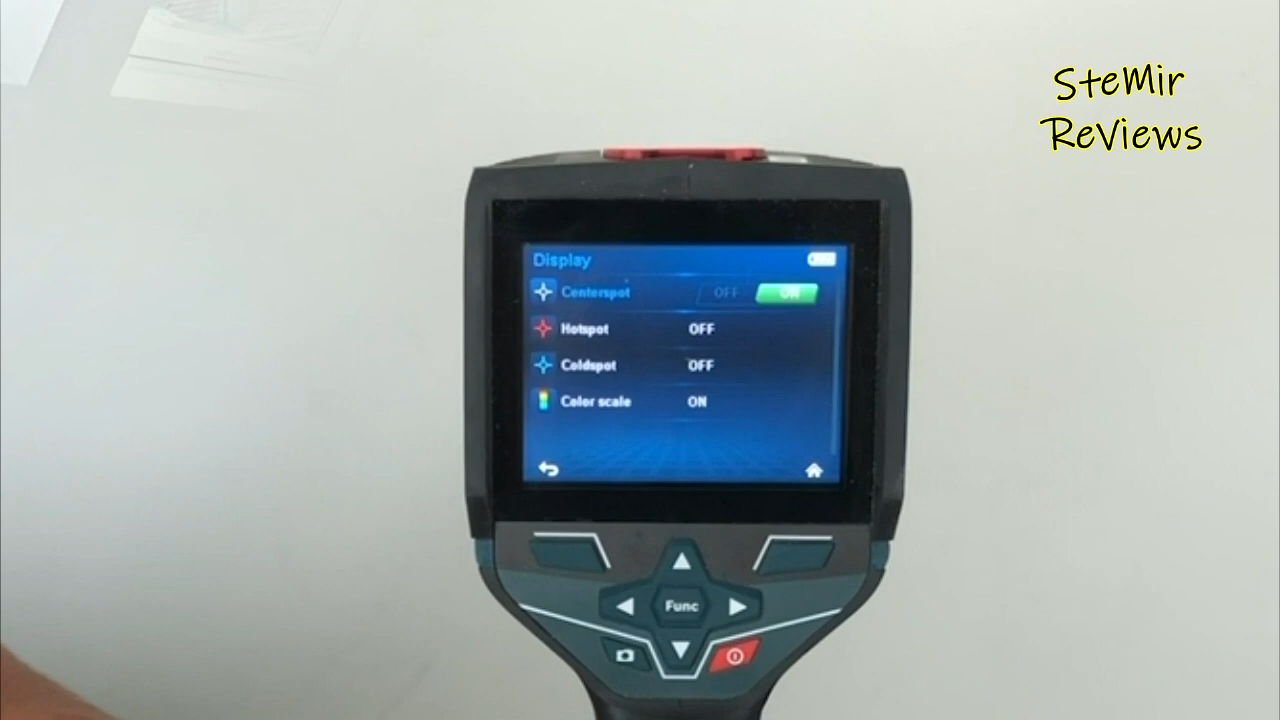 SteMir
ReViews
Display
Centerspot OFF ON
Hotspot OFF
Coldspot OFF
Color scale ON
Func